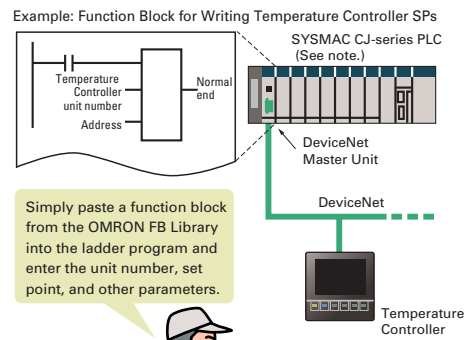 Example: Function Block for Writing Temperature Controller SPs
SYSMAC CJ-series PLC
(See note.)
Temperature
Controller
unit number
Address
Normal
end
DeviceNet
Master Unit
DeviceNet
Simply paste a function block
from the OMRON FB Library
into the ladder program and
enter the unit number, set
point, and other parameters.
Temperature
Controller